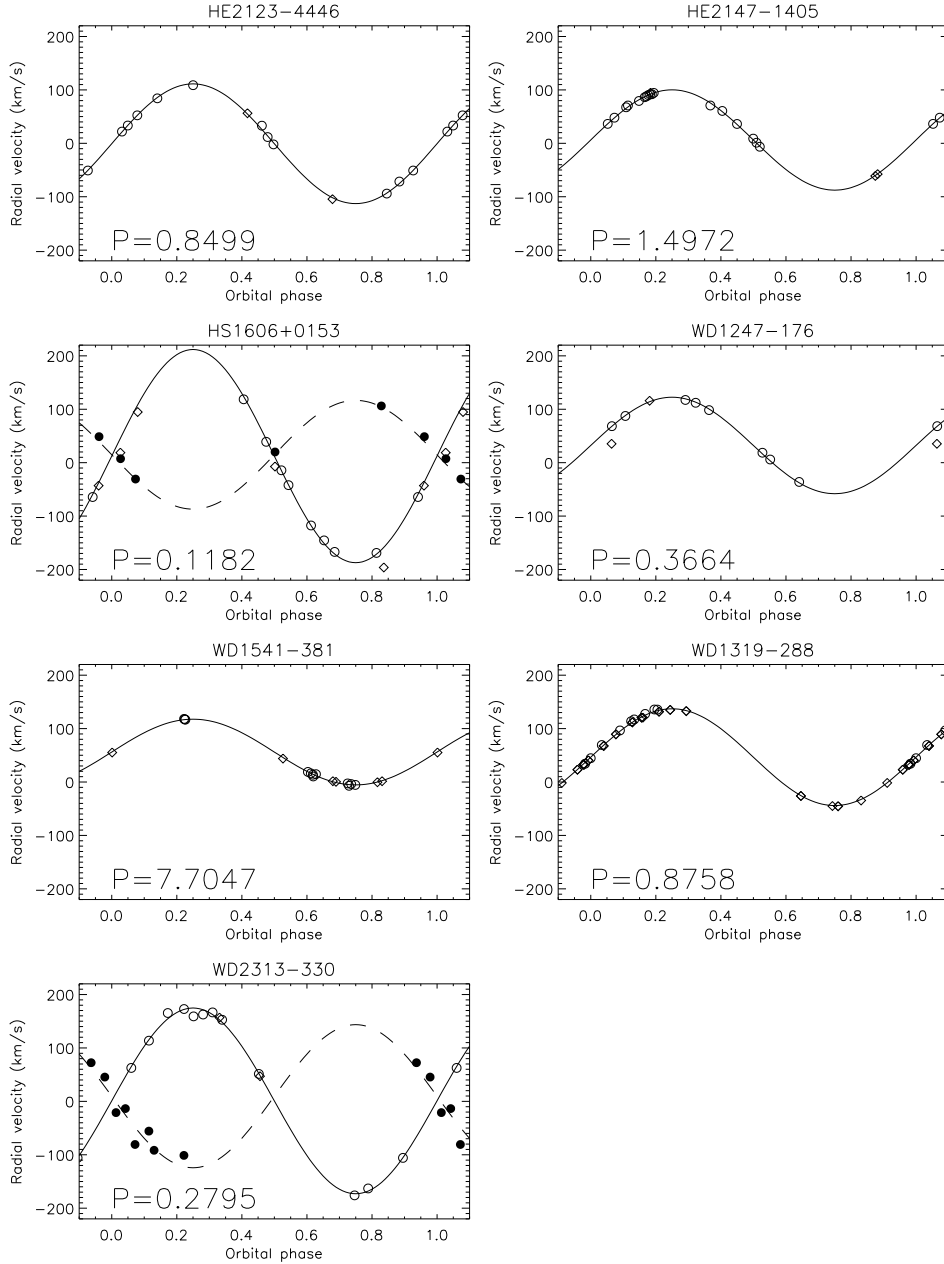 HE2123−4446
Radial velocity (km/s)
200
100
0
−100
−200
P=0.8499
0.0 0.2 0.4 0.6 0.8 1.0
Orbital phase
HE2147−1405
Radial velocity (km/s)
200
100
0
−100
−200
P=1.4972
0.0 0.2 0.4 0.6 0.8 1.0
Orbital phase
HS1606+0153
Radial velocity (km/s)
200
100
0
−100
−200
P=0.1182
0.0 0.2 0.4 0.6 0.8 1.0
Orbital phase
WD1247−176
Radial velocity (km/s)
200
100
0
−100
−200
P=0.3664
0.0 0.2 0.4 0.6 0.8 1.0
Orbital phase
WD1541−381
Radial velocity (km/s)
200
100
0
−100
−200
P=7.7047
0.0 0.2 0.4 0.6 0.8 1.0
Orbital phase
WD1319−288
Radial velocity (km/s)
200
100
0
−100
−200
P=0.8758
0.0 0.2 0.4 0.6 0.8 1.0
Orbital phase
WD2313−330
Radial velocity (km/s)
200
100
0
−100
−200
P=0.2795
0.0 0.2 0.4 0.6 0.8 1.0
Orbital phase